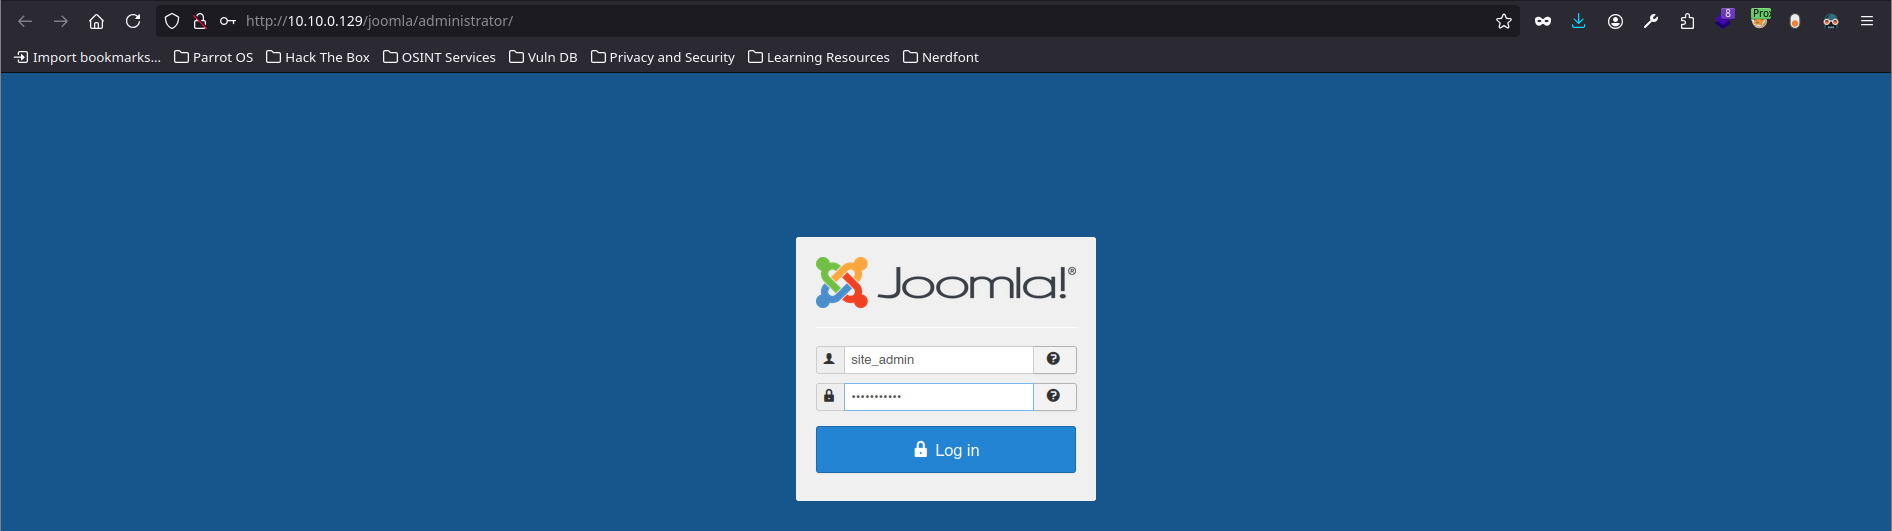 http://10.10.0.129/joomla/administrator/
8
Pro
Import bookmarks... Parrot OS Hack The Box OSINT Services Vuln DB Privacy and Security Learning Resources Nerdfont
Joomla!®
site_admin
•••••••••••
Log in